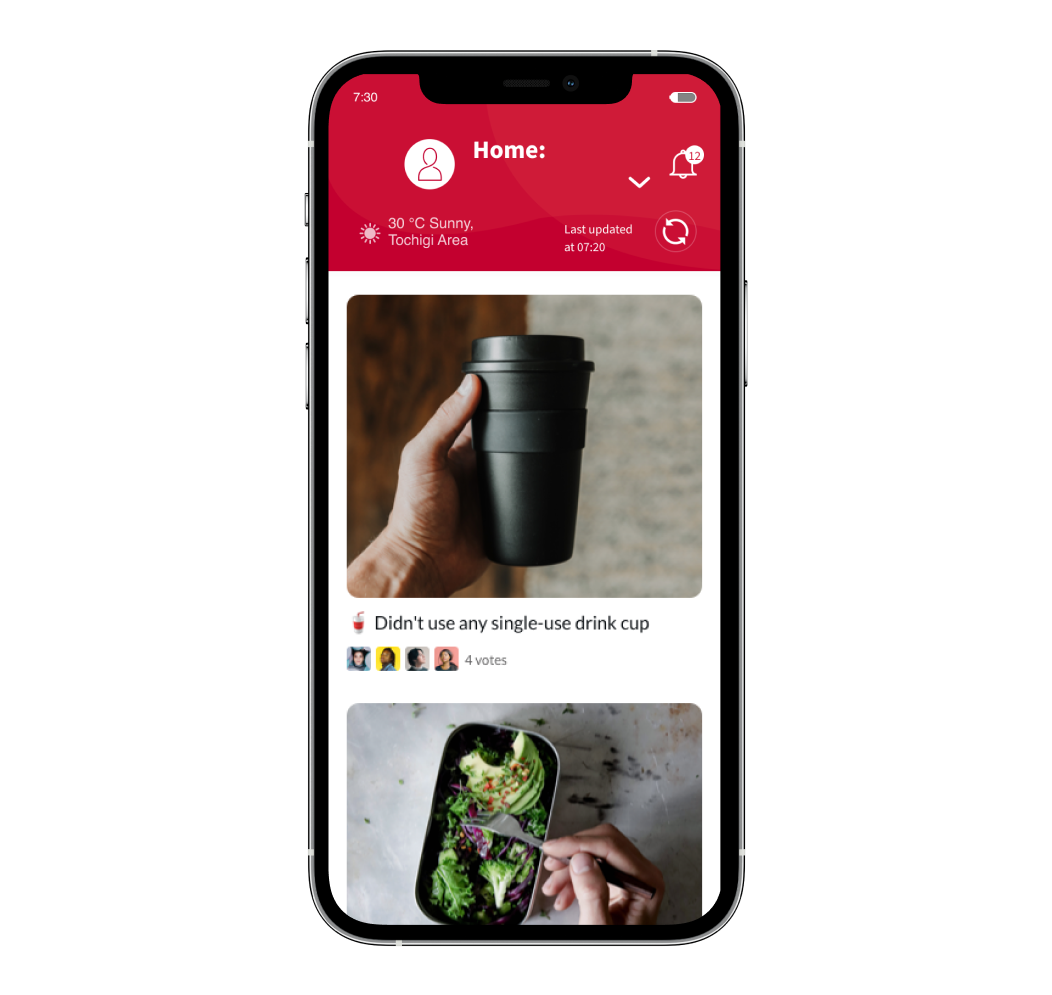 7:30
Home:
12
30 °C Sunny,
Tochigi Area
Last updated
at 07:20
Didn't use any single-use drink cup
4 votes